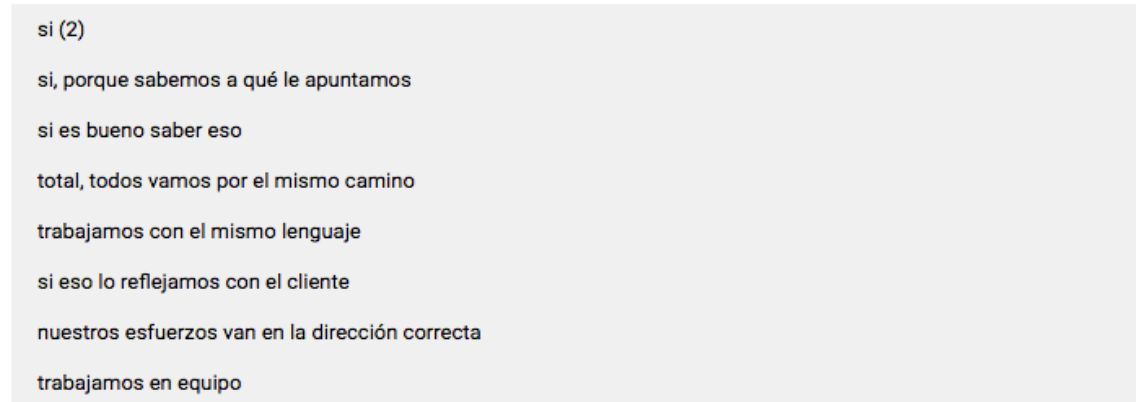 si (2)
si, porque sabemos a qué le apuntamos
si es bueno saber eso
total, todos vamos por el mismo camino
trabajamos con el mismo lenguaje
si eso lo reflejamos con el cliente
nuestros esfuerzos van en la dirección correcta
trabajamos en equipo